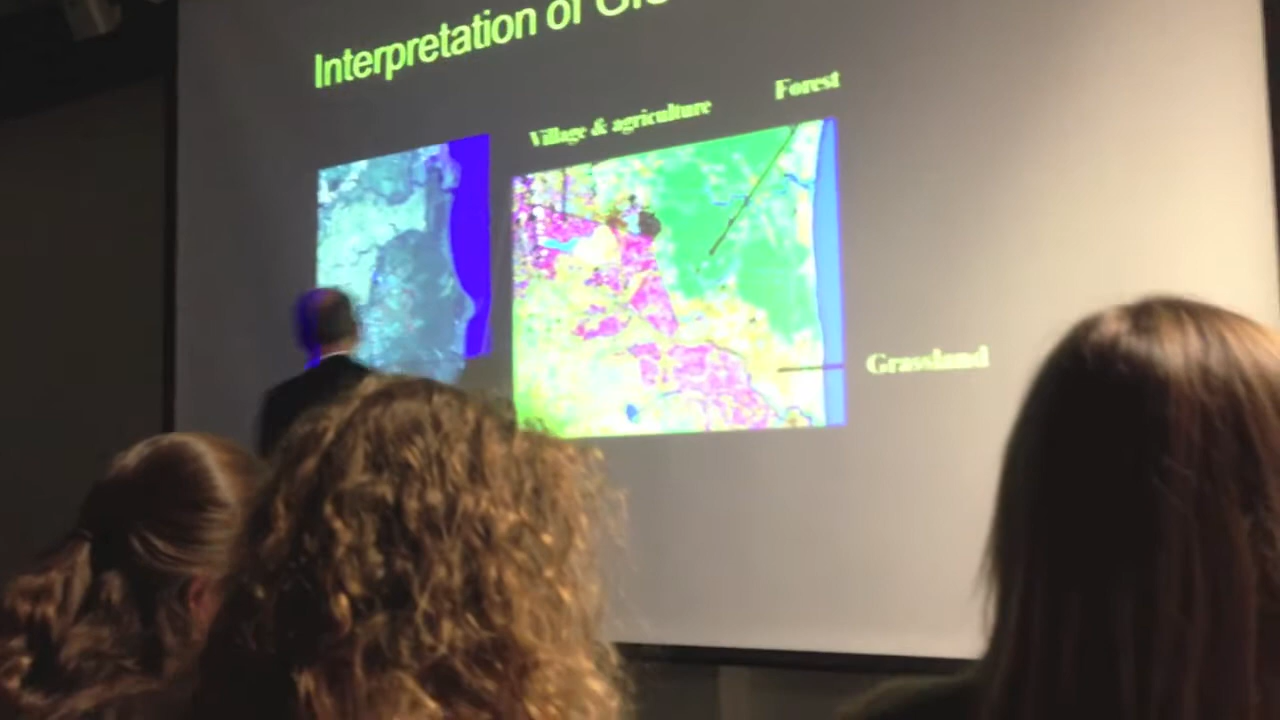 Interpretation of
Forest
Village & agriculture
Grassland